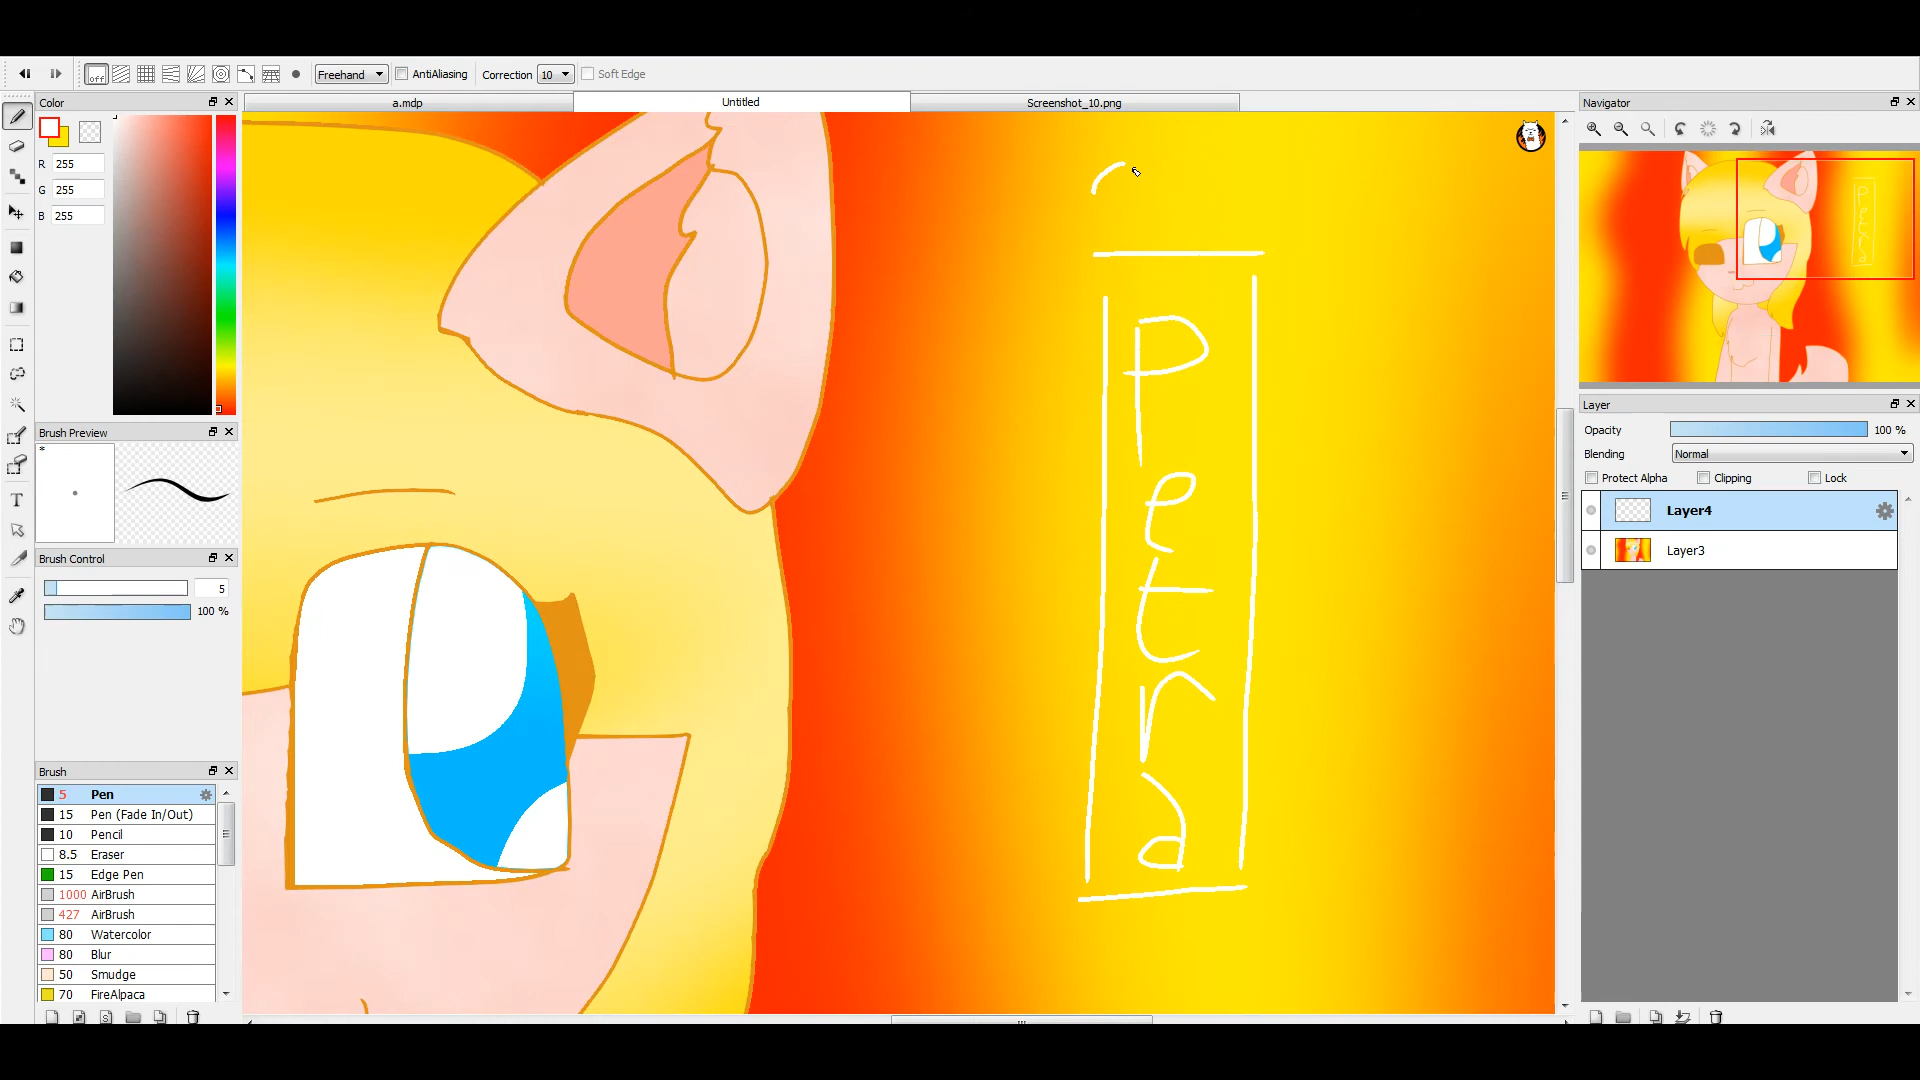 off Freehand AntiAliasing Correction 10 Soft Edge
Color
a.mdp Untitled Screenshot_10.png
Navigator
R 255
G 255
B 255
Brush Preview
*
Brush Control
5
100 %
Brush
5 Pen
15 Pen (Fade In/Out)
10 Pencil
8.5 Eraser
15 Edge Pen
1000 AirBrush
427 AirBrush
80 Watercolor
80 Blur
50 Smudge
70 FireAlpaca
T
S
Petra
Layer
Opacity 100 %
Blending Normal
Protect Alpha Clipping Lock
Layer4
Layer3